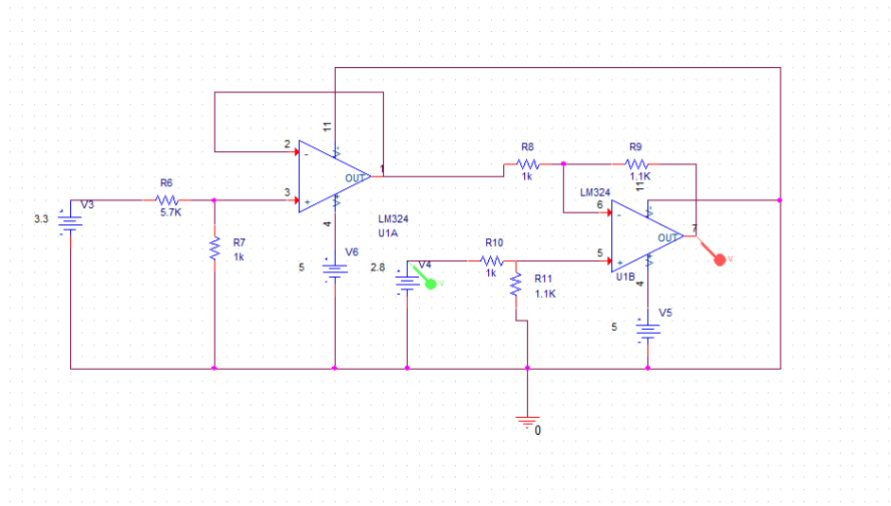 11
2
-
OUT
1
3
+
4
LM324
U1A
R6
5.7K
3.3
V3
R7
1k
5
V6
2.8
V4
V
R8
1k
R9
1.1K
11
LM324
6
-
OUT
7
V
5
+
U1B
4
R10
1k
R11
1.1K
5
V5
0